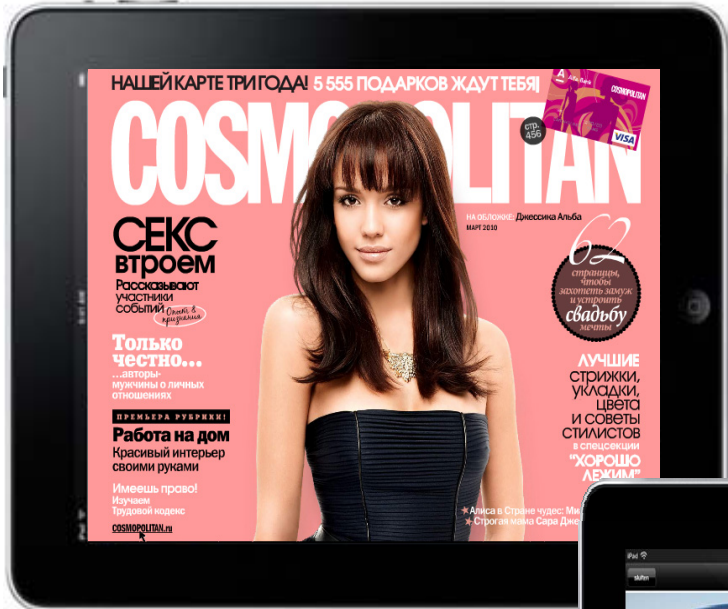 НАШЕЙ КАРТЕ ТРИ ГОДА! 5 555 ПОДАРКОВ ЖДУТ ТЕБЯ
COSMOPOLITAN
COSMOPOLITAN
VISA
стр.
456
НА ОБЛОЖКЕ Джессика Альба
МАРТ 2010
СЕКС
втроем
Рассказывают
участники
событий
Опыт &
признания
62
страницы,
чтобы
захотеть замуж
и устроить
свадьбу
мечты
Только
честно...
...авторы-
мужчины о личных
отношениях
ПРЕМЬЕРА РУБРИКИ!
Работа на дом
Красивый интерьер
своими руками
Имеешь право!
Изучаем
Трудовой кодекс
COSMOPOLITAN.ru
ЛУЧШИЕ
СТРИЖКИ,
УКЛАДКИ,
ЦВЕТА
И СОВЕТЫ
СТИЛИСТОВ
В СПЕЦСЕКЦИИ
"ХОРОШО
ЛЕЖИМ"
Алиса в Стране чудес: Ми
Строгая мама Сара Дже
iPad